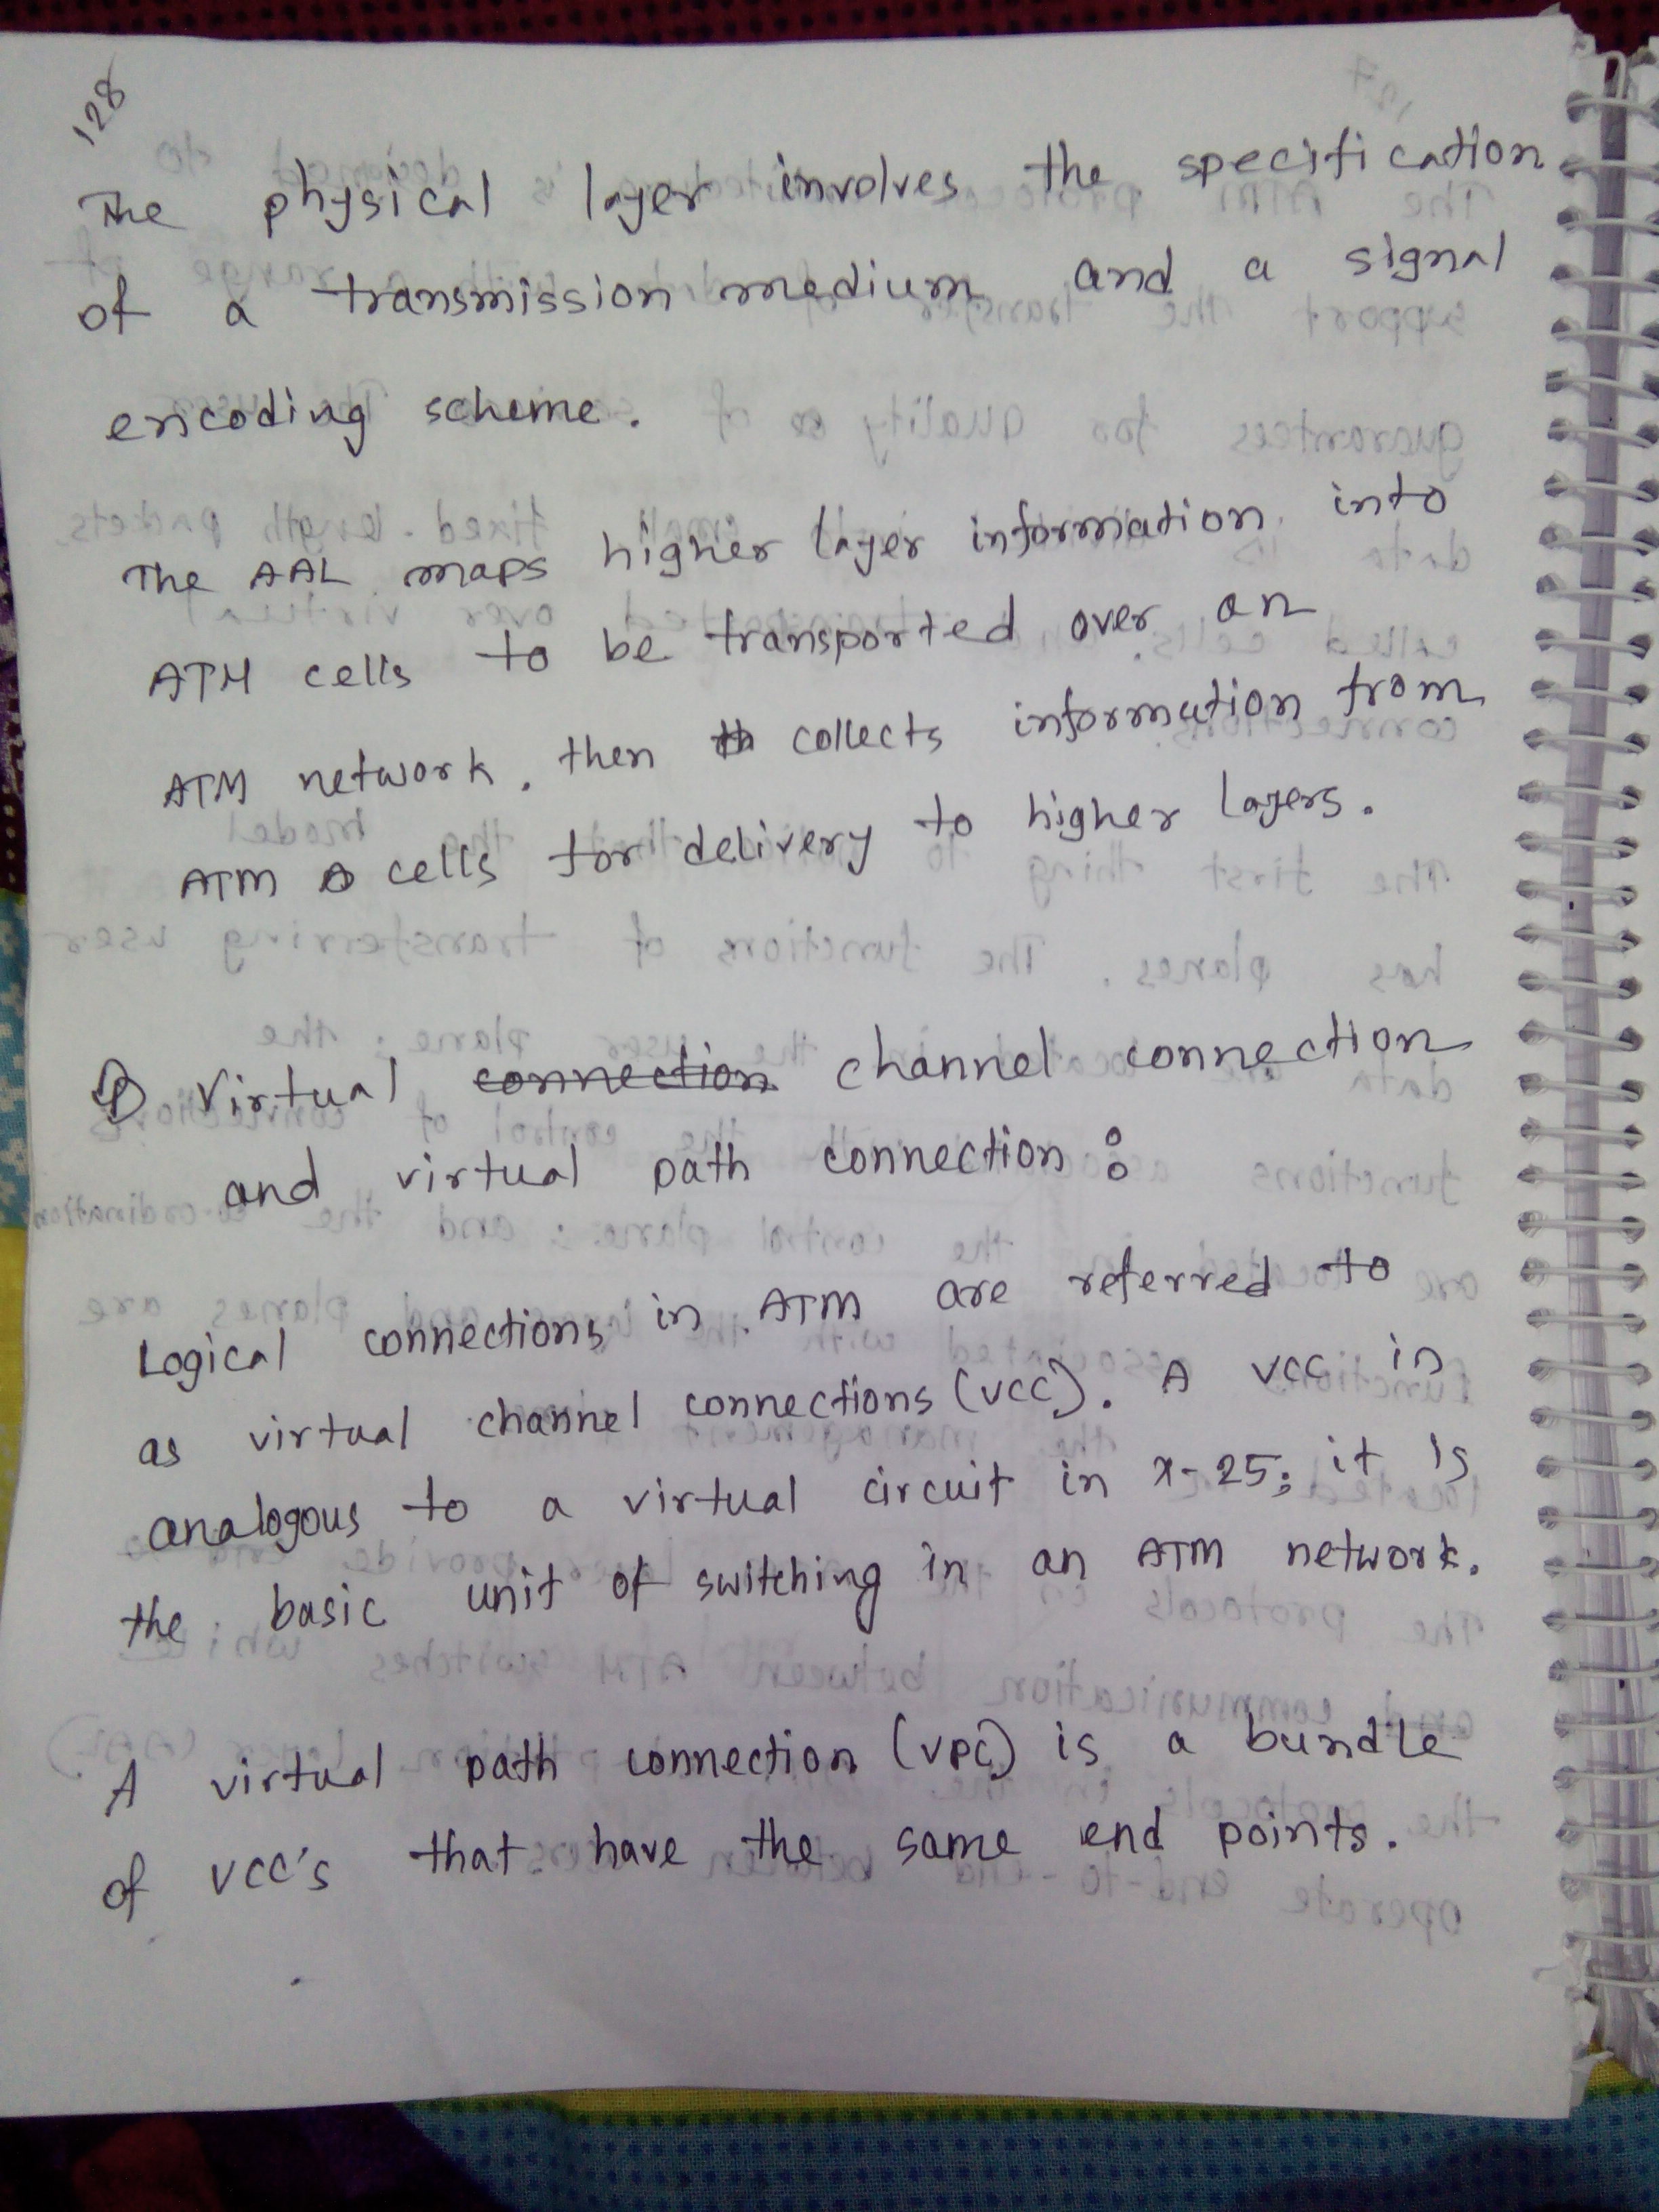 128
The physical layer involves the specification
of a transmission medium and a signal
encoding scheme.
The AAL maps higher layer information into
ATM cells to be transported over an
ATM network, then collects information from
ATM cells for delivery to higher layers.
Virtual connection channel connection
and virtual path connection :
Logical connections in ATM are referred to
as virtual channel connections (VCC). A VCC in
analogous to a virtual circuit in x-25; it is
the basic unit of switching in an ATM network.
A virtual path connection (VPC) is a bundle
of VCC's that have the same end points.